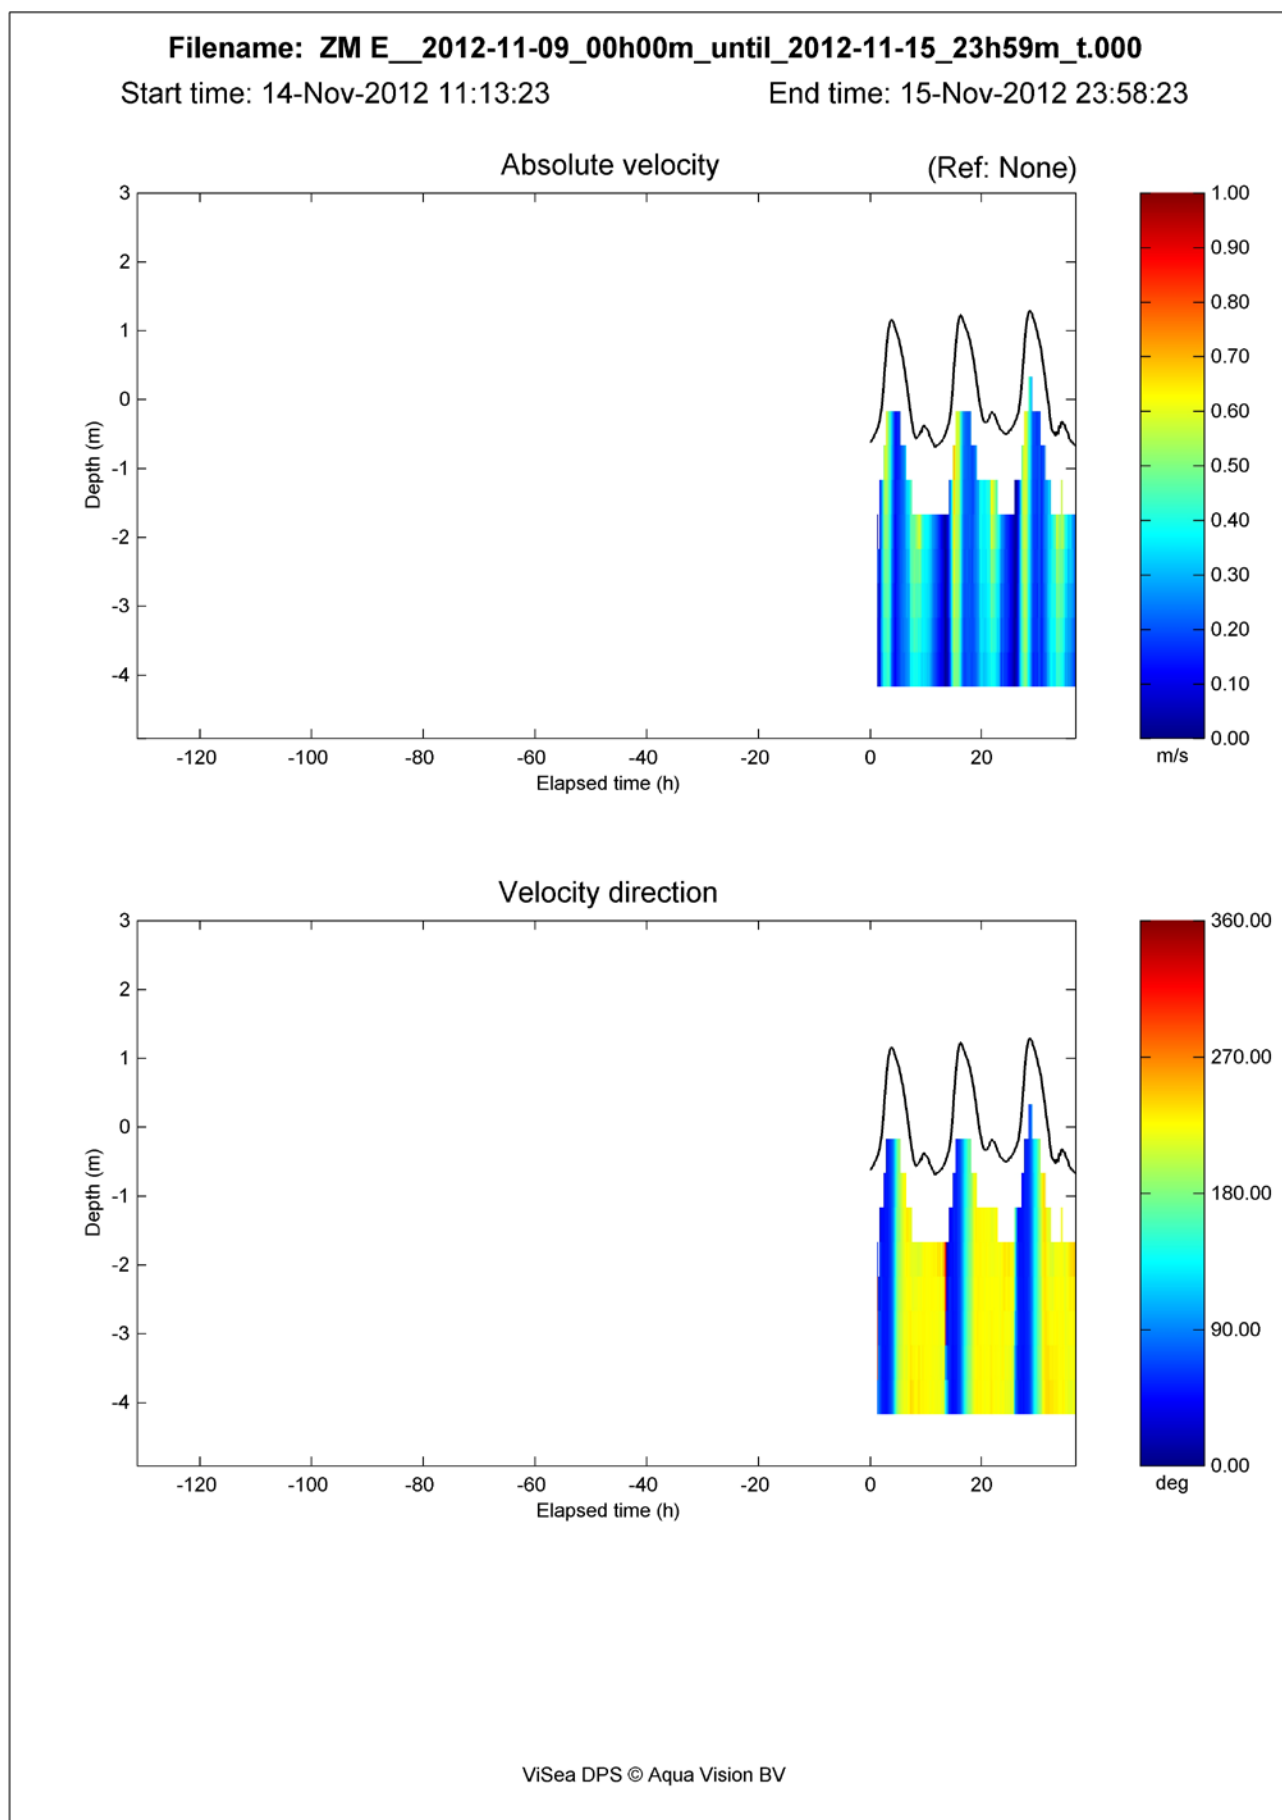 Filename: ZM E__2012-11-09_00h00m_until_2012-11-15_23h59m_t.000
Start time: 14-Nov-2012 11:13:23 End time: 15-Nov-2012 23:58:23
Absolute velocity (Ref: None)
3
2
1
0
-1
-2
-3
-4
Depth (m)
-120 -100 -80 -60 -40 -20 0 20
Elapsed time (h)
1.00
0.90
0.80
0.70
0.60
0.50
0.40
0.30
0.20
0.10
0.00
m/s
Velocity direction
3
2
1
0
-1
-2
-3
-4
Depth (m)
-120 -100 -80 -60 -40 -20 0 20
Elapsed time (h)
360.00
270.00
180.00
90.00
0.00
deg
ViSea DPS © Aqua Vision BV